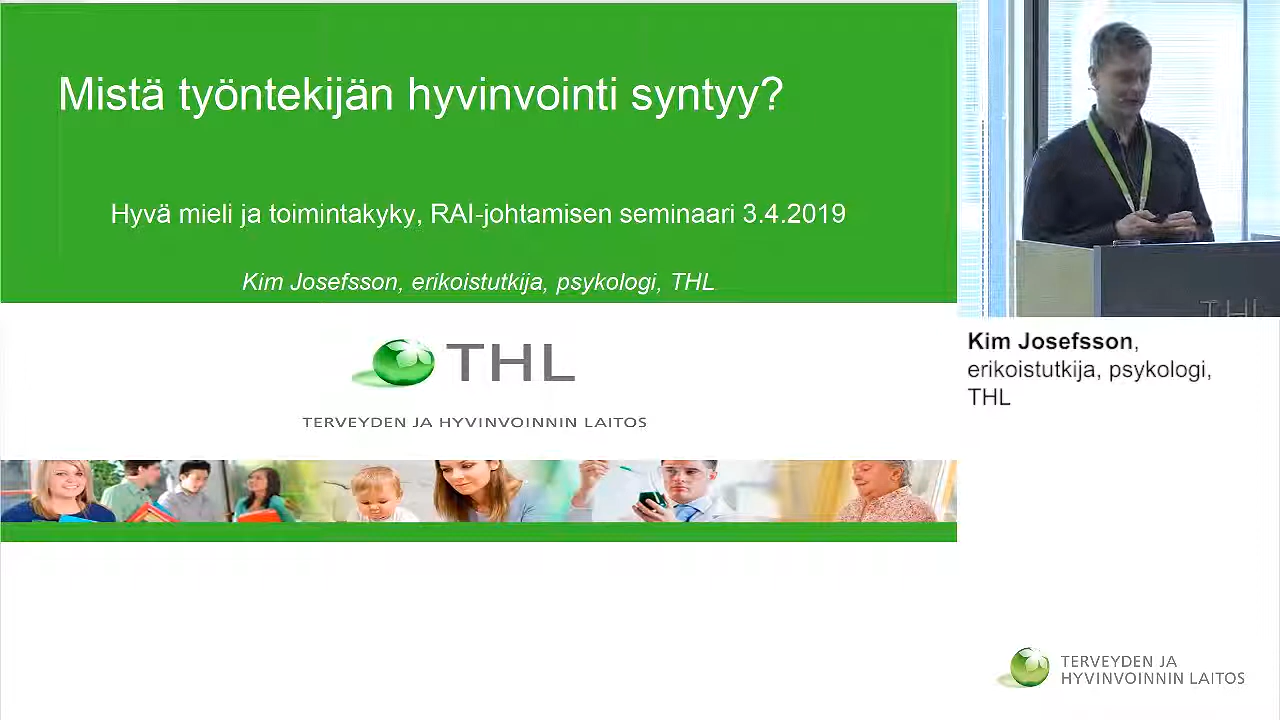 Mistä työntekijän hyvinvointi syntyy?
Hyvä mieli ja toimintakyky, RAI-johtamisen seminaari 3.4.2019
Kim Josefsson, erikoistutkija, psykologi, THL
THL
TERVEYDEN JA HYVINVOINNIN LAITOS
THL
Kim Josefsson,
erikoistutkija, psykologi,
THL
TERVEYDEN JA
HYVINVOINNIN LAITOS